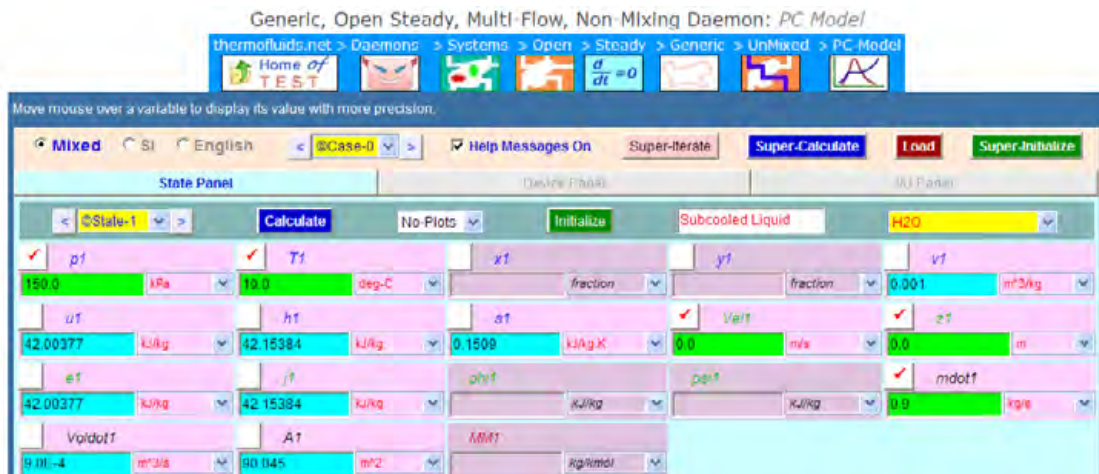 Generic, Open Steady, Multi-Flow, Non-Mixing Daemon: PC Model
thermofluids.net > Daemons > Systems > Open > Steady > Generic > UnMixed > PC-Model
Home of TEST d/dt =0
Move mouse over a variable to display its value with more precision.
Mixed SI English < ©Case-0 > Help Messages On Super-Iterate Super-Calculate Load Super-Initialize
State Panel Device Panel I/O Panel
< ©State-1 > Calculate No-Plots Initialize Subcooled Liquid H2O
p1 T1 x1 y1 v1
150.0 kPa 10.0 deg-C fraction fraction 0.001 m^3/kg
u1 h1 s1 Vel1 z1
42.00377 kJ/kg 42.15384 kJ/kg 0.1509 kJ/kg.K 0.0 m/s 0.0 m
e1 j1 phi1 psi1 mdot1
42.00377 kJ/kg 42.15384 kJ/kg kJ/kg kJ/kg 0.9 kg/s
Voldot1 A1 MM1
9.0E-4 m^3/s 90.045 m^2 kg/kmol